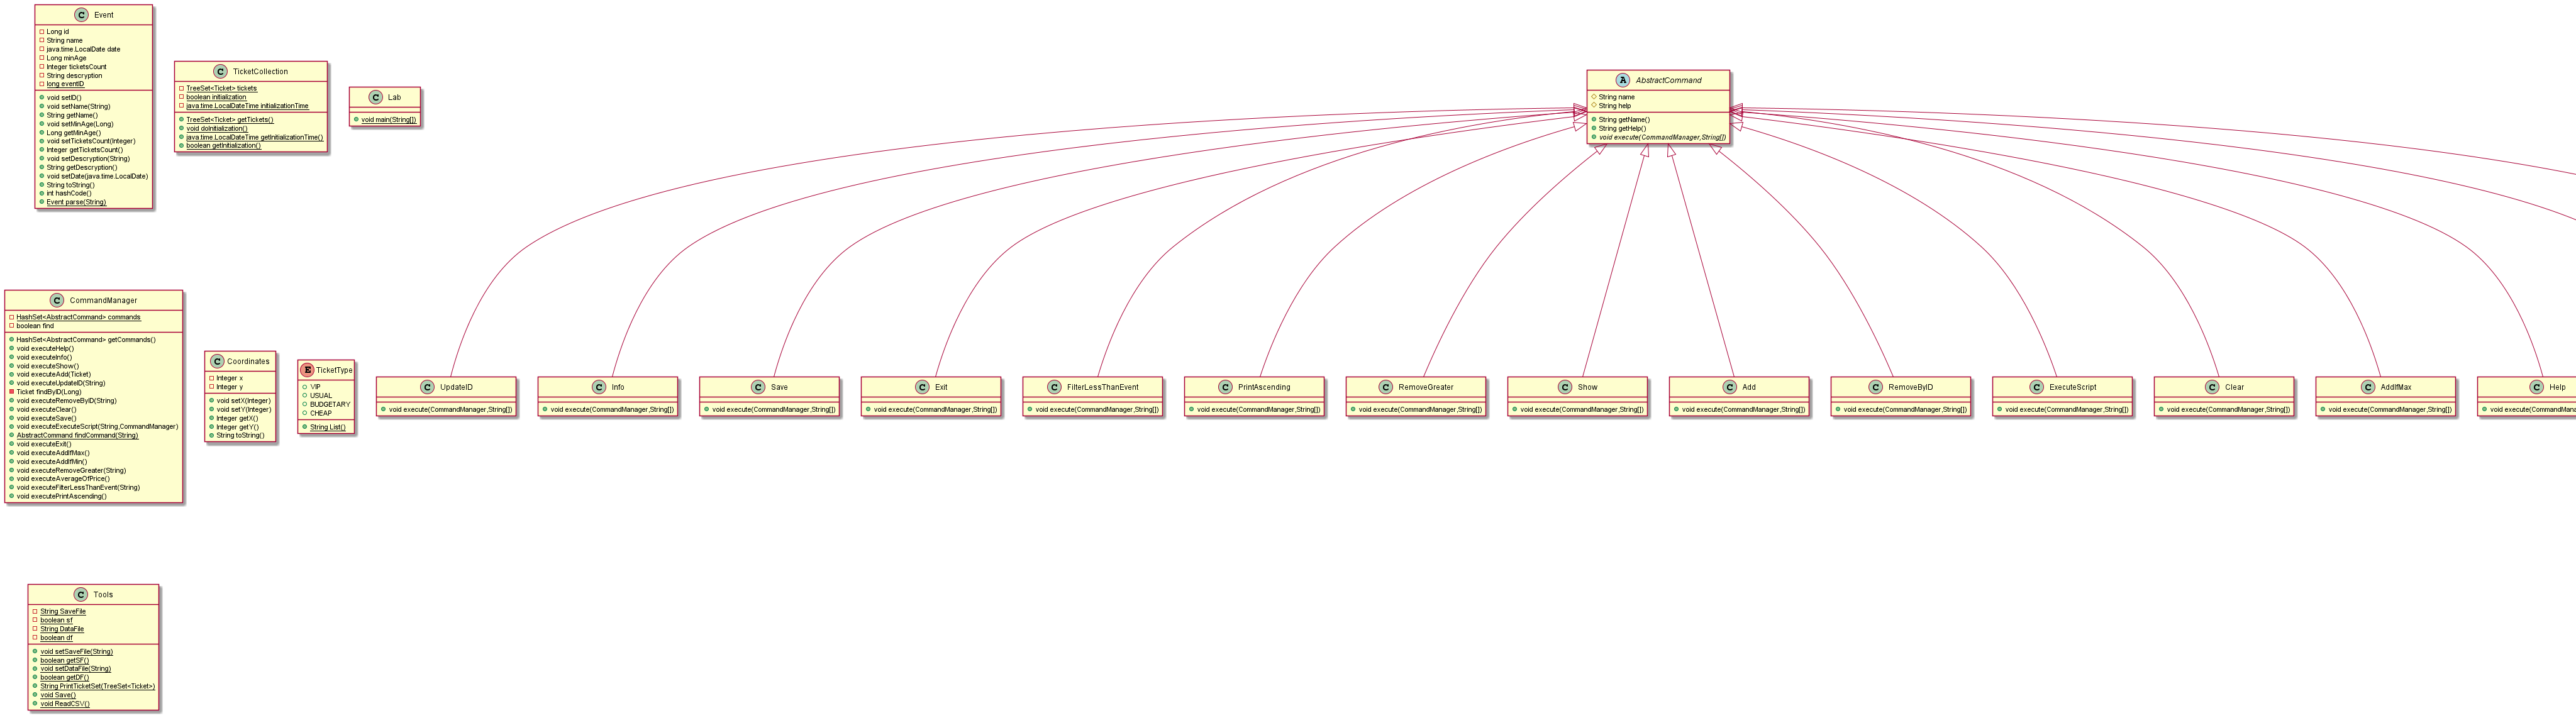 C Event
Long id
String name
java.time.LocalDate date
Long minAge
Integer ticketsCount
String descryption
long eventID
void setID()
void setName(String)
String getName()
void setMinAge(Long)
Long getMinAge()
void setTicketsCount(Integer)
Integer getTicketsCount()
void setDescryption(String)
String getDescryption()
void setDate(java.time.LocalDate)
String toString()
int hashCode()
Event parse(String)
C TicketCollection
TreeSet<Ticket> tickets
boolean initialization
java.time.LocalDateTime initializationTime
TreeSet<Ticket> getTickets()
void doInitialization()
java.time.LocalDateTime getInitializationTime()
boolean getInitialization()
C Lab
void main(String[])
A AbstractCommand
String name
String help
String getName()
String getHelp()
void execute(CommandManager,String[])
C CommandManager
HashSet<AbstractCommand> commands
boolean find
HashSet<AbstractCommand> getCommands()
void executeHelp()
void executeInfo()
void executeShow()
void executeAdd(Ticket)
void executeUpdateID(String)
Ticket findByID(Long)
void executeRemoveByID(String)
void executeClear()
void executeSave()
void executeExecuteScript(String,CommandManager)
AbstractCommand findCommand(String)
void executeExit()
void executeAddIfMax()
void executeAddIfMin()
void executeRemoveGreater(String)
void executeAverageOfPrice()
void executeFilterLessThanEvent(String)
void executePrintAscending()
C Coordinates
Integer x
Integer y
void setX(Integer)
void setY(Integer)
Integer getX()
Integer getY()
String toString()
E TicketType
VIP
USUAL
BUDGETARY
CHEAP
String List()
C UpdateID
void execute(CommandManager,String[])
C Info
void execute(CommandManager,String[])
C Save
void execute(CommandManager,String[])
C Exit
void execute(CommandManager,String[])
C FilterLessThanEvent
void execute(CommandManager,String[])
C PrintAscending
void execute(CommandManager,String[])
C RemoveGreater
void execute(CommandManager,String[])
C Show
void execute(CommandManager,String[])
C Add
void execute(CommandManager,String[])
C RemoveByID
void execute(CommandManager,String[])
C ExecuteScript
void execute(CommandManager,String[])
C Clear
void execute(CommandManager,String[])
C AddIfMax
void execute(CommandManager,String[])
C Help
void execute(CommandMana
C Tools
String SaveFile
boolean sf
String DataFile
boolean df
void setSaveFile(String)
boolean getSF()
void setDataFile(String)
boolean getDF()
String PrintTicketSet(TreeSet<Ticket>)
void Save()
void ReadCSV()